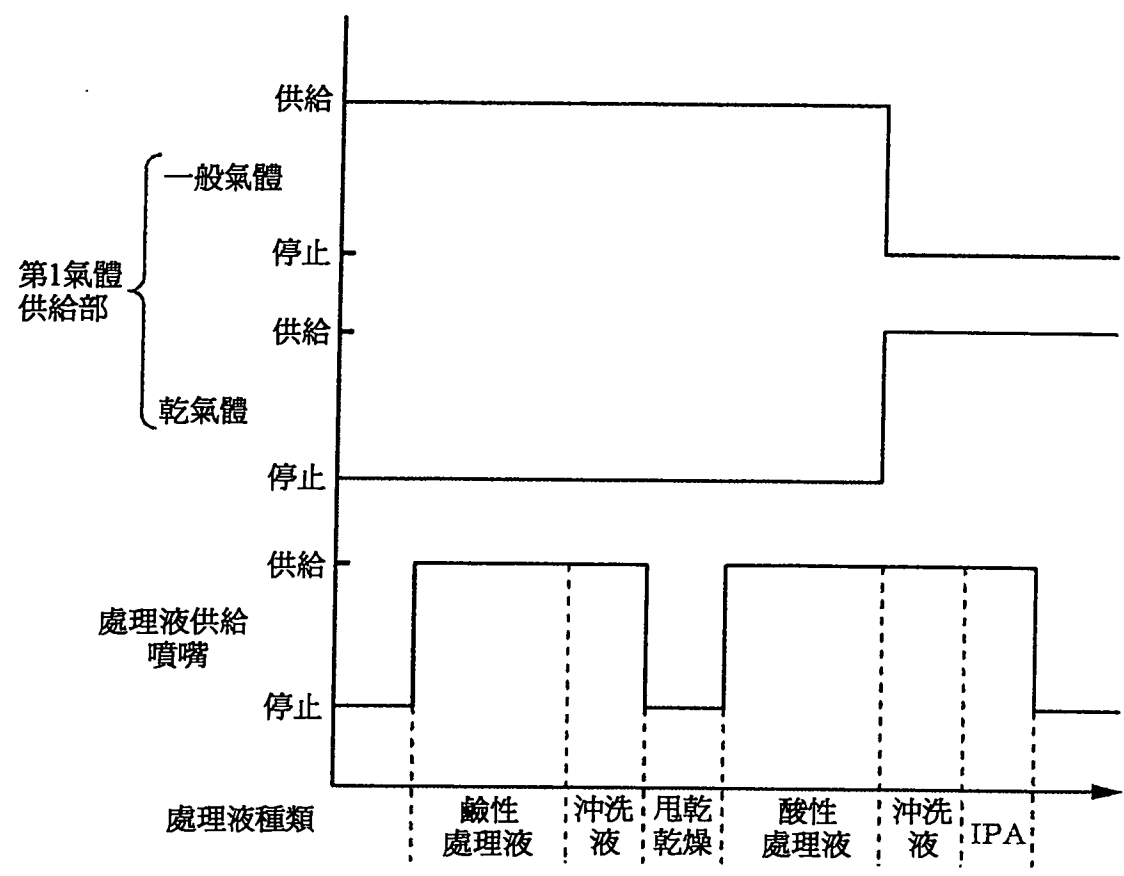 供給
一般氣體
停止
第1氣體
供給部
供給
乾氣體
停止
供給
處理液供給
噴嘴
停止
處理液種類
鹼性
處理液
沖洗
液
甩乾
乾燥
酸性
處理液
沖洗
液
IPA